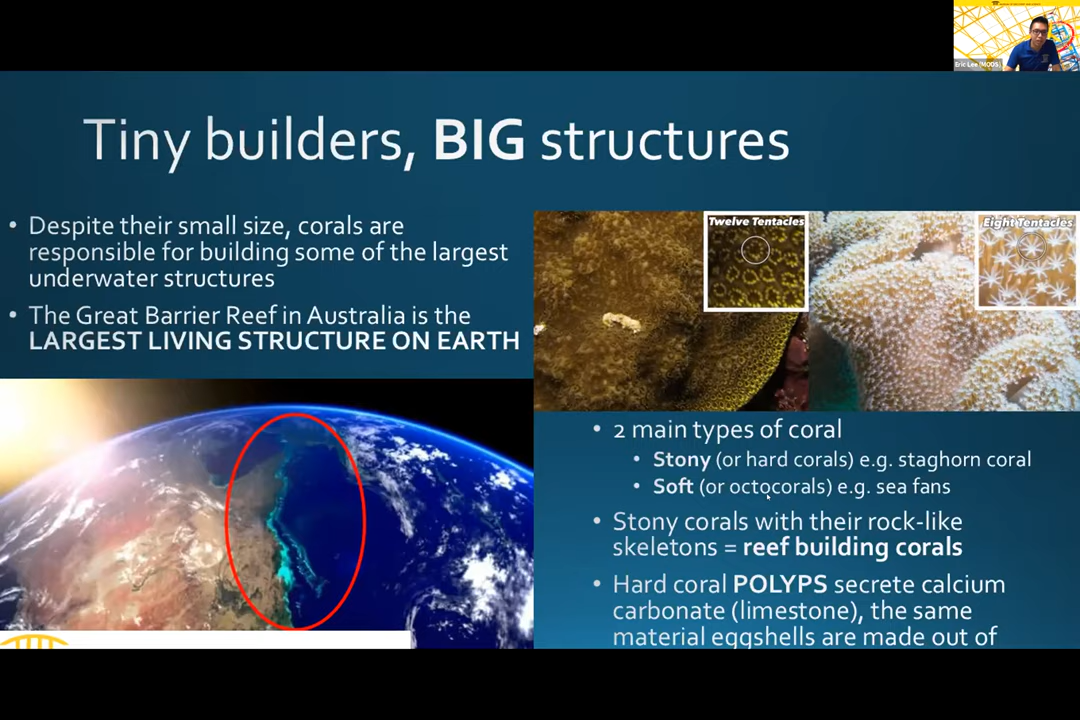 Eric Lee [MODS]
Tiny builders, BIG structures
• Despite their small size, corals are
responsible for building some of the largest
underwater structures
• The Great Barrier Reef in Australia is the
LARGEST LIVING STRUCTURE ON EARTH
Twelve Tentacles
Eight Tentacles
• 2 main types of coral
• Stony (or hard corals) e.g. staghorn coral
• Soft (or octocorals) e.g. sea fans
• Stony corals with their rock-like
skeletons = reef building corals
• Hard coral POLYPS secrete calcium
carbonate (limestone), the same
material eggshells are made out of